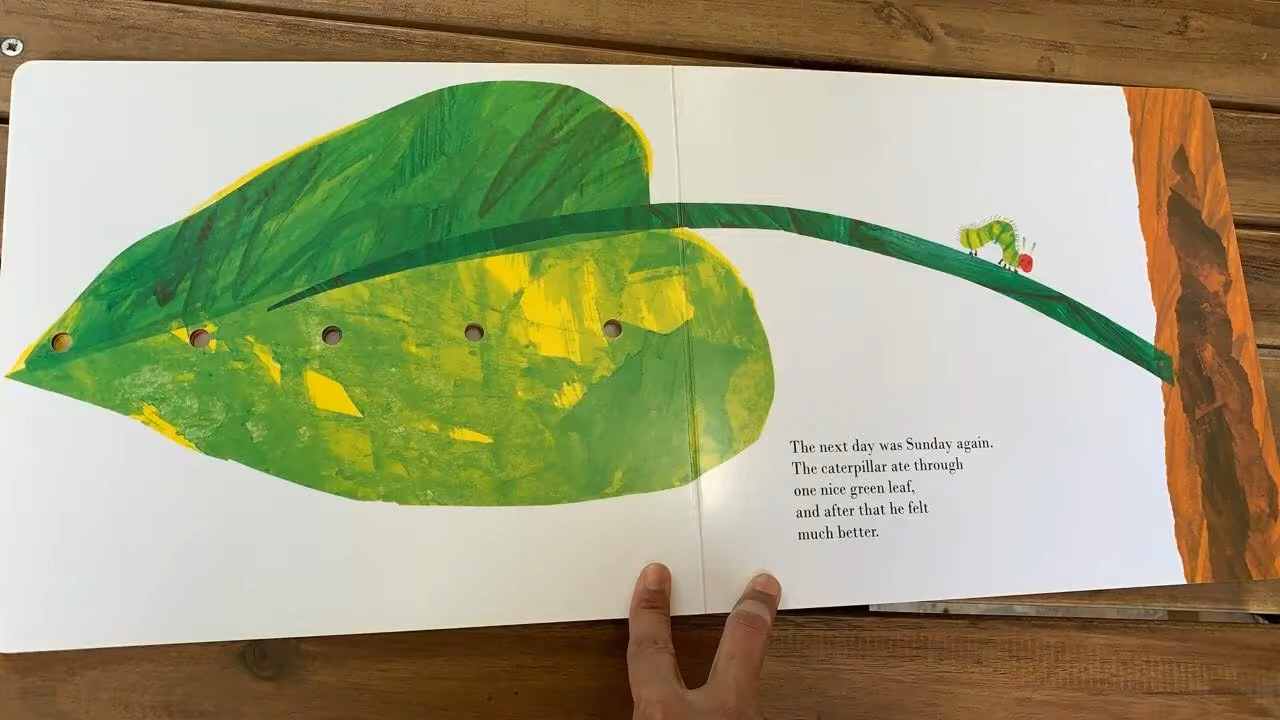 The next day was Sunday again.
The caterpillar ate through
one nice green leaf,
and after that he felt
much better.